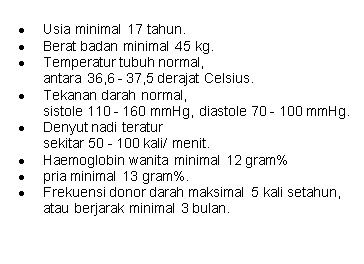 • Usia minimal 17 tahun.
• Berat badan minimal 45 kg.
• Temperatur tubuh normal,
antara 36,6 - 37,5 derajat Celsius.
• Tekanan darah normal,
sistole 110 - 160 mmHg, diastole 70 - 100 mmHg.
• Denyut nadi teratur
sekitar 50 - 100 kali/ menit.
• Haemoglobin wanita minimal 12 gram%
• pria minimal 13 gram%.
• Frekuensi donor darah maksimal 5 kali setahun,
atau berjarak minimal 3 bulan.